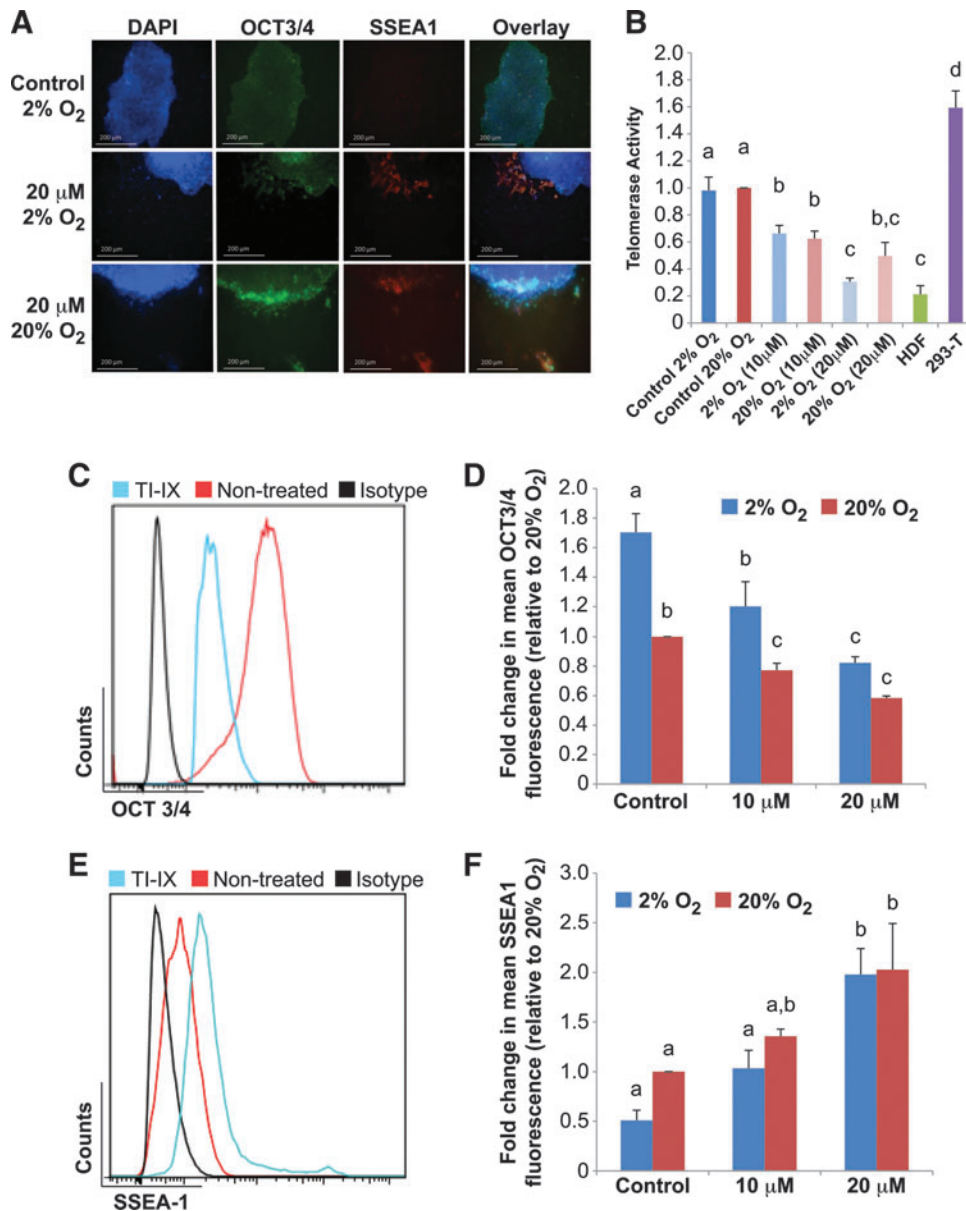 A
DAPI OCT3/4 SSEA1 Overlay
Control
2% O₂
200 μm 200 μm 200 μm 200 μm
20 μM
2% O₂
200 μm 200 μm 200 μm 200 μm
20 μM
20% O₂
200 μm 200 μm 200 μm 200 μm
B
Telomerase Activity
2.0
1.8
1.6
1.4
1.2
1.0
0.8
0.6
0.4
0.2
0
a a b b c b,c c d
Control 2% O₂
Control 20% O₂
2% O₂ (10μM)
20% O₂ (10μM)
2% O₂ (20μM)
20% O₂ (20μM)
HDF
293-T
C
TI-IX Non-treated Isotype
Counts
OCT 3/4
D
Fold change in mean OCT3/4
fluorescence (relative to 20% O₂)
2.0
1.8
1.6
1.4
1.2
1.0
0.8
0.6
0.4
0.2
0
2% O₂ 20% O₂
a b b c c c
Control 10 μM 20 μM
E
TI-IX Non-treated Isotype
Counts
SSEA-1
F
Fold change in mean SSEA1
fluorescence (relative to 20% O₂)
3.0
2.5
2.0
1.5
1.0
0.5
0
2% O₂ 20% O₂
a a a a,b b b
Control 10 μM 20 μM